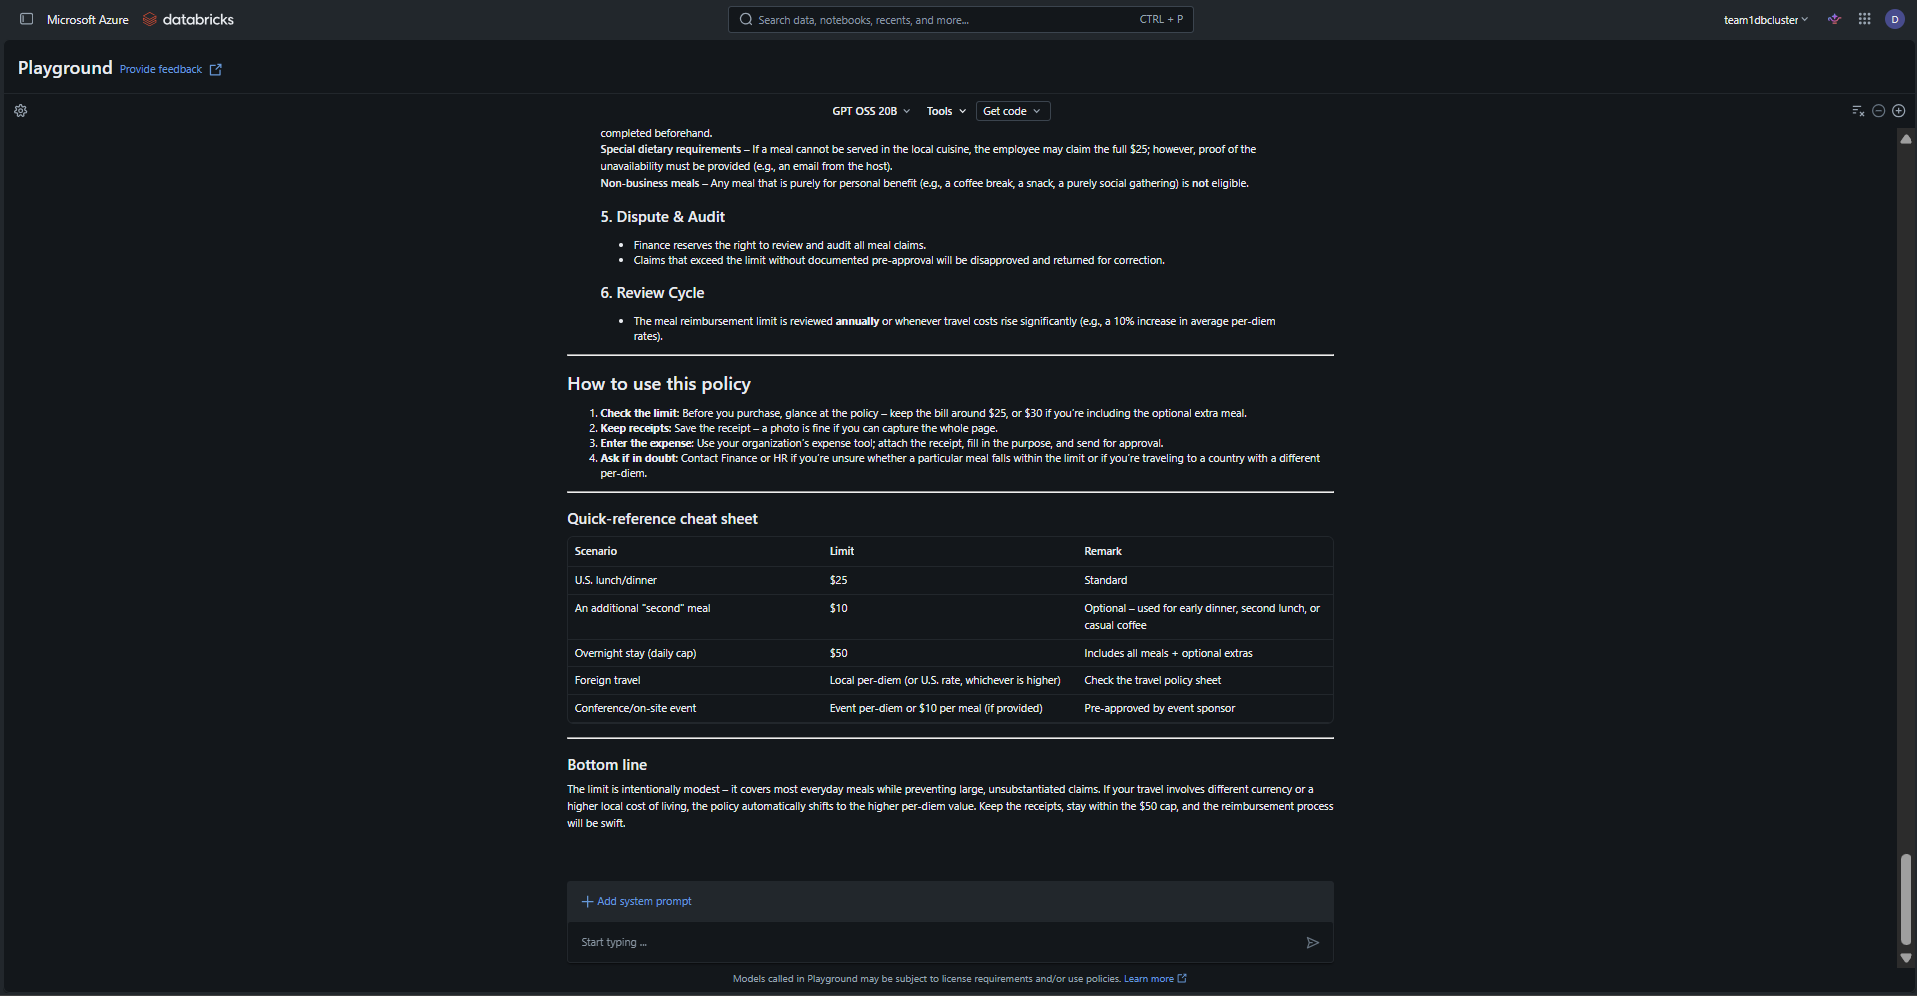 Microsoft Azure databricks
Search data, notebooks, recents, and more... CTRL + P
team1dbcluster D
Playground Provide feedback
GPT OSS 20B Tools Get code
completed beforehand.
Special dietary requirements – If a meal cannot be served in the local cuisine, the employee may claim the full $25; however, proof of the
unavailability must be provided (e.g., an email from the host).
Non-business meals – Any meal that is purely for personal benefit (e.g., a coffee break, a snack, a purely social gathering) is not eligible.
5. Dispute & Audit
• Finance reserves the right to review and audit all meal claims.
• Claims that exceed the limit without documented pre-approval will be disapproved and returned for correction.
6. Review Cycle
• The meal reimbursement limit is reviewed annually or whenever travel costs rise significantly (e.g., a 10% increase in average per-diem
rates).
How to use this policy
1. Check the limit: Before you purchase, glance at the policy – keep the bill around $25, or $30 if you're including the optional extra meal.
2. Keep receipts: Save the receipt – a photo is fine if you can capture the whole page.
3. Enter the expense: Use your organization's expense tool; attach the receipt, fill in the purpose, and send for approval.
4. Ask if in doubt: Contact Finance or HR if you're unsure whether a particular meal falls within the limit or if you're traveling to a country with a different
per-diem.
Quick-reference cheat sheet
Scenario Limit Remark
U.S. lunch/dinner $25 Standard
An additional "second" meal $10 Optional – used for early dinner, second lunch, or
casual coffee
Overnight stay (daily cap) $50 Includes all meals + optional extras
Foreign travel Local per-diem (or U.S. rate, whichever is higher) Check the travel policy sheet
Conference/on-site event Event per-diem or $10 per meal (if provided) Pre-approved by event sponsor
Bottom line
The limit is intentionally modest – it covers most everyday meals while preventing large, unsubstantiated claims. If your travel involves different currency or a
higher local cost of living, the policy automatically shifts to the higher per-diem value. Keep the receipts, stay within the $50 cap, and the reimbursement process
will be swift.
Add system prompt
Start typing ...
Models called in Playground may be subject to license requirements and/or use policies. Learn more